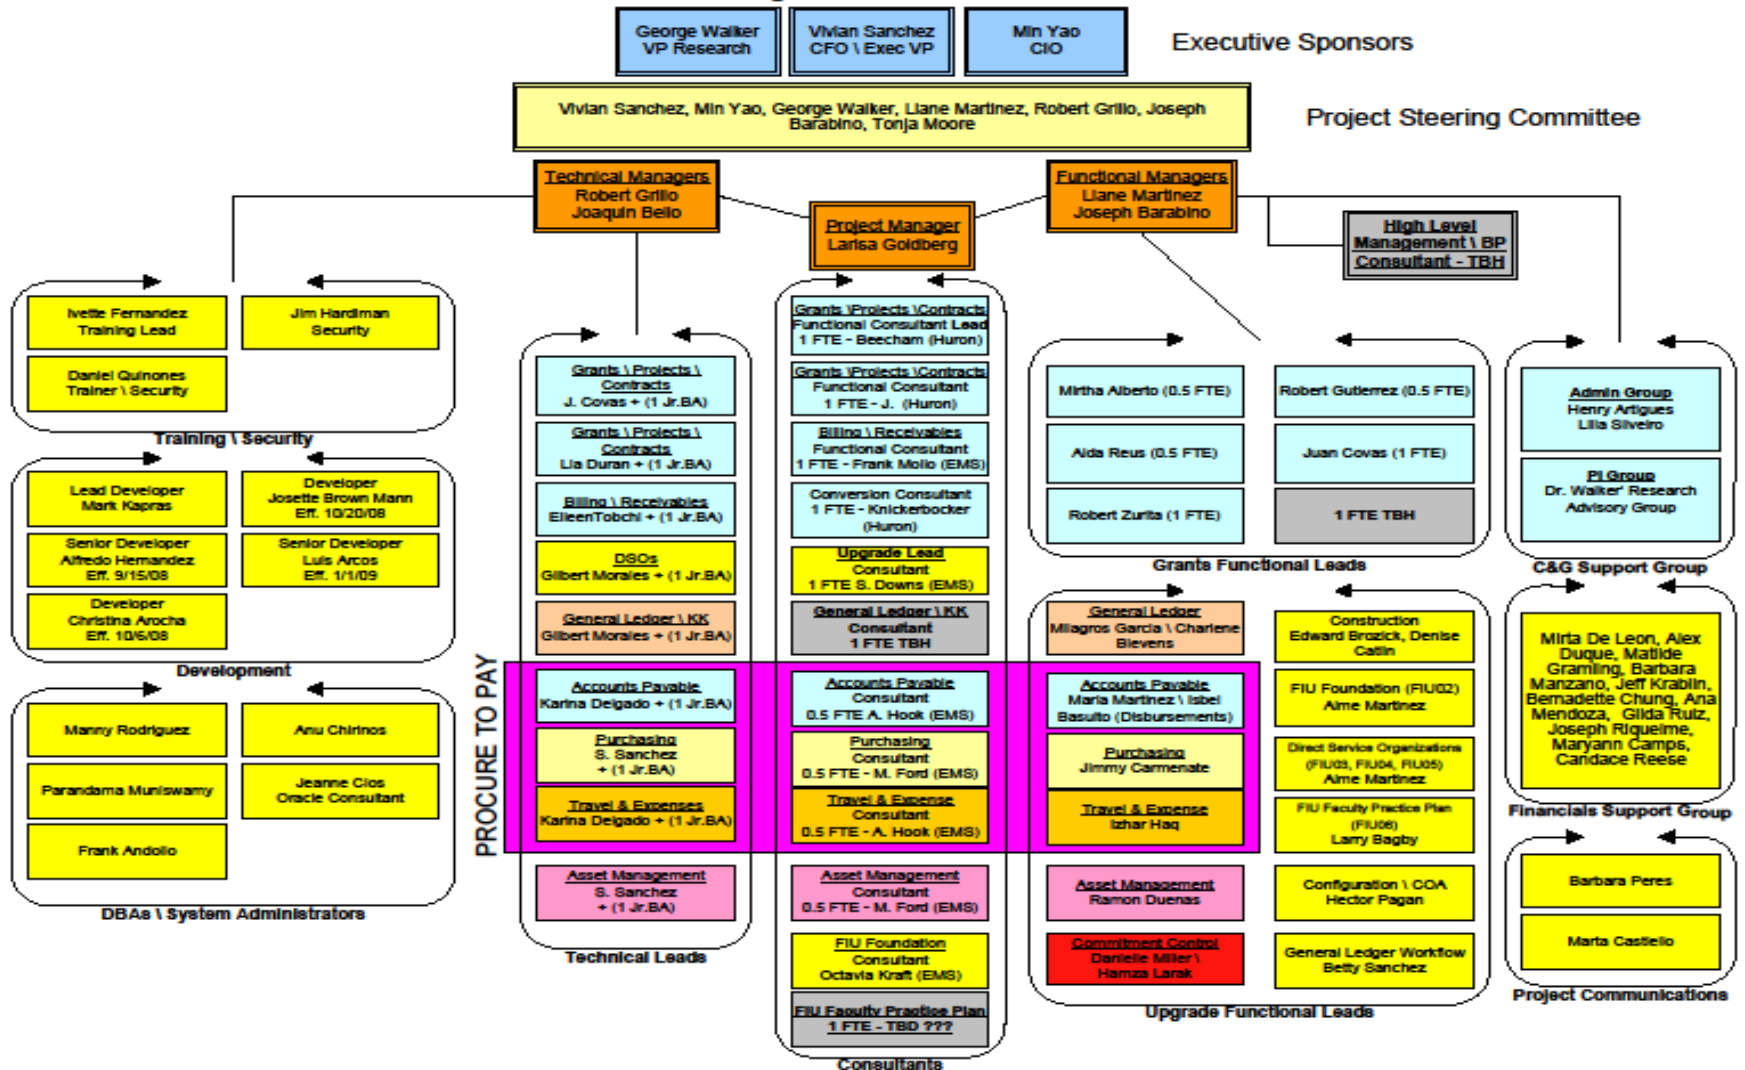 George Walker
VP Research
Vivian Sanchez
CFO \ Exec VP
Min Yao
CIO
Executive Sponsors
Vivian Sanchez, Min Yao, George Walker, Liane Martinez, Robert Grillo, Joseph
Barabino, Tonja Moore
Project Steering Committee
Technical Managers
Robert Grillo
Joaquin Bello
Project Manager
Larisa Goldberg
Functional Managers
Liane Martinez
Joseph Barabino
High Level
Management \ BP
Consultant - TBH
Ivette Fernandez
Training Lead
Jim Hardiman
Security
Daniel Quinones
Trainer \ Security
Training \ Security
Lead Developer
Mark Kapras
Developer
Josette Brown Mann
Eff. 10/20/08
Senior Developer
Alfredo Hernandez
Eff. 9/15/08
Senior Developer
Luis Arcos
Eff. 1/1/09
Developer
Christina Arocha
Eff. 10/6/08
Development
Manny Rodriguez
Anu Chirinos
Parandama Muniswamy
Jeanne Clos
Oracle Consultant
Frank Andollo
DBAs \ System Administrators
Grants \ Projects \
Contracts
J. Covas + (1 Jr.BA)
Grants \ Projects \
Contracts
Lia Duran + (1 Jr.BA)
Billing \ Receivables
EileenTobchi + (1 Jr.BA)
DSOs
Gilbert Morales + (1 Jr.BA)
General Ledger \ KK
Gilbert Morales + (1 Jr.BA)
PROCURE TO PAY
Accounts Payable
Karina Delgado + (1 Jr.BA)
Purchasing
S. Sanchez
+ (1 Jr.BA)
Travel & Expenses
Karina Delgado + (1 Jr.BA)
Asset Management
S. Sanchez
+ (1 Jr.BA)
Technical Leads
Grants \Projects \Contracts
Functional Consultant Lead
1 FTE - Beecham (Huron)
Grants \Projects \Contracts
Functional Consultant
1 FTE - J. (Huron)
Billing \ Receivables
Functional Consultant
1 FTE - Frank Mollo (EMS)
Conversion Consultant
1 FTE - Knickerbocker
(Huron)
Upgrade Lead
Consultant
1 FTE S. Downs (EMS)
General Ledger \ KK
Consultant
1 FTE TBH
Accounts Payable
Consultant
0.5 FTE A. Hook (EMS)
Purchasing
Consultant
0.5 FTE - M. Ford (EMS)
Travel & Expense
Consultant
0.5 FTE - A. Hook (EMS)
Asset Management
Consultant
0.5 FTE - M. Ford (EMS)
FIU Foundation
Consultant
Octavia Kraft (EMS)
FIU Faculty Practice Plan
1 FTE - TBD ???
Consultants
Mirtha Alberto (0.5 FTE)
Robert Gutierrez (0.5 FTE)
Aida Reus (0.5 FTE)
Juan Covas (1 FTE)
Robert Zurita (1 FTE)
1 FTE TBH
Grants Functional Leads
General Ledger
Milagros Garcia \ Charlene
Blevens
Accounts Payable
Maria Martinez \ Isbel
Basulto (Disbursements)
Purchasing
Jimmy Carmenate
Travel & Expense
Izhar Haq
Asset Management
Ramon Duenas
Commitment Control
Danielle Miller \
Hamza Larak
Construction
Edward Brozick, Denise
Catlin
FIU Foundation (FIU02)
Aime Martinez
Direct Service Organizations
(FIU03, FIU04, FIU05)
Aime Martinez
FIU Faculty Practice Plan
(FIU06)
Larry Bagby
Configuration \ COA
Hector Pagan
General Ledger Workflow
Betty Sanchez
Upgrade Functional Leads
Admin Group
Henry Artigues
Lilia Silveiro
PI Group
Dr. Walker' Research
Advisory Group
C&G Support Group
Mirta De Leon, Alex
Duque, Matilde
Gramling, Barbara
Manzano, Jeff Krablin,
Bernadette Chung, Ana
Mendoza, Gilda Ruiz,
Joseph Riquelme,
Maryann Camps,
Candace Reese
Financials Support Group
Barbara Peres
Marta Castiello
Project Communications